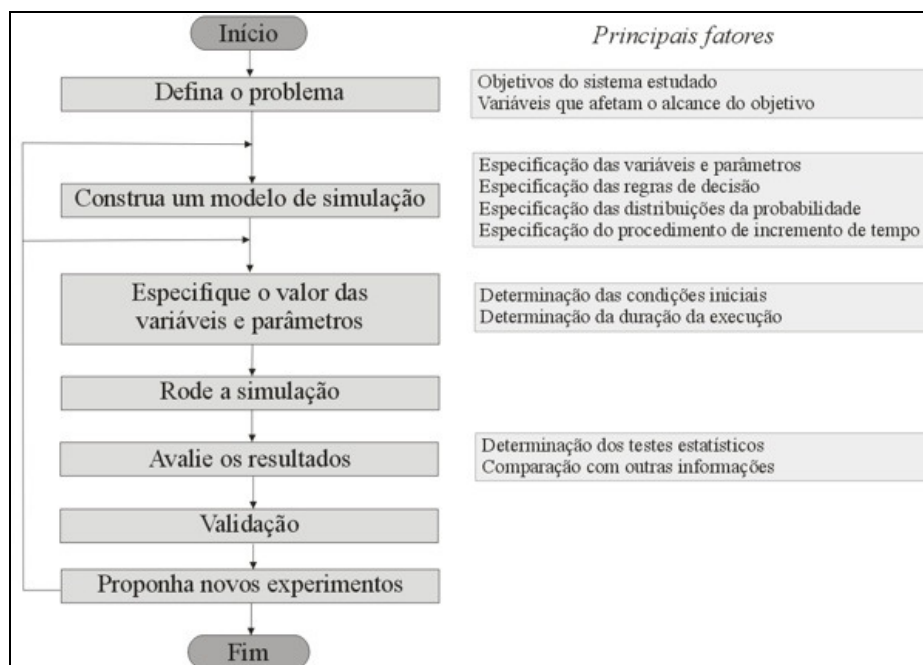 Início
Principais fatores
Defina o problema
Objetivos do sistema estudado
Variáveis que afetam o alcance do objetivo
Construa um modelo de simulação
Especificação das variáveis e parâmetros
Especificação das regras de decisão
Especificação das distribuições da probabilidade
Especificação do procedimento de incremento de tempo
Especifique o valor das
variáveis e parâmetros
Determinação das condições iniciais
Determinação da duração da execução
Rode a simulação
Avalie os resultados
Determinação dos testes estatísticos
Comparação com outras informações
Validação
Proponha novos experimentos
Fim